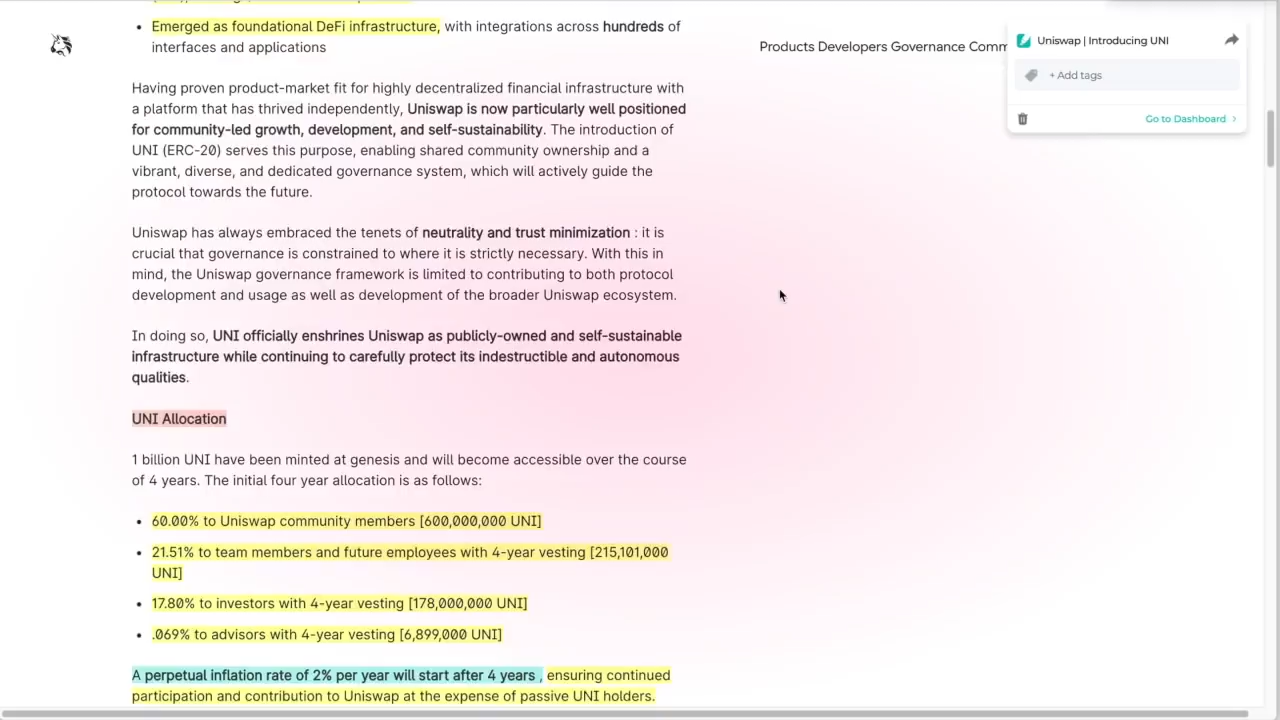 Emerged as foundational DeFi infrastructure, with integrations across hundreds of
interfaces and applications
Products Developers Governance Comm
Uniswap | Introducing UNI
+ Add tags
Go to Dashboard
Having proven product-market fit for highly decentralized financial infrastructure with
a platform that has thrived independently, Uniswap is now particularly well positioned
for community-led growth, development, and self-sustainability. The introduction of
UNI (ERC-20) serves this purpose, enabling shared community ownership and a
vibrant, diverse, and dedicated governance system, which will actively guide the
protocol towards the future.
Uniswap has always embraced the tenets of neutrality and trust minimization : it is
crucial that governance is constrained to where it is strictly necessary. With this in
mind, the Uniswap governance framework is limited to contributing to both protocol
development and usage as well as development of the broader Uniswap ecosystem.
In doing so, UNI officially enshrines Uniswap as publicly-owned and self-sustainable
infrastructure while continuing to carefully protect its indestructible and autonomous
qualities.
UNI Allocation
1 billion UNI have been minted at genesis and will become accessible over the course
of 4 years. The initial four year allocation is as follows:
60.00% to Uniswap community members [600,000,000 UNI]
21.51% to team members and future employees with 4-year vesting [215,101,000
UNI]
17.80% to investors with 4-year vesting [178,000,000 UNI]
.069% to advisors with 4-year vesting [6,899,000 UNI]
A perpetual inflation rate of 2% per year will start after 4 years , ensuring continued
participation and contribution to Uniswap at the expense of passive UNI holders.